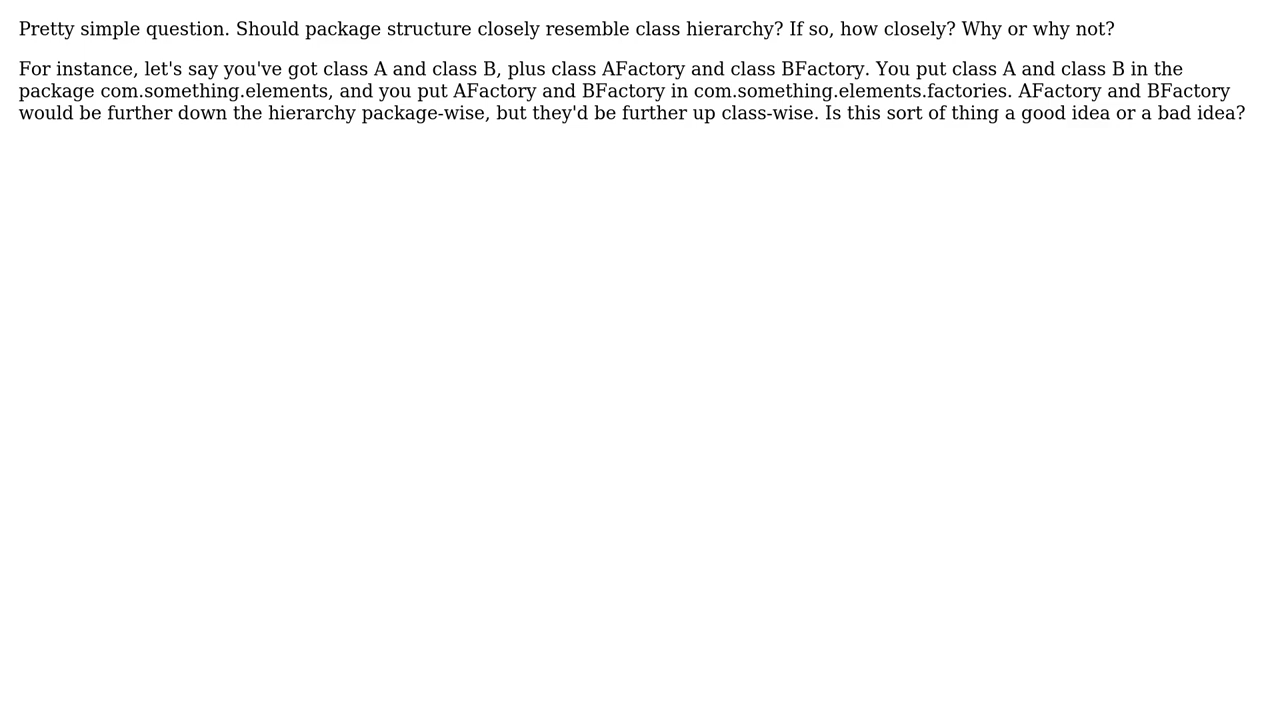 Pretty simple question. Should package structure closely resemble class hierarchy? If so, how closely? Why or why not?
For instance, let's say you've got class A and class B, plus class AFactory and class BFactory. You put class A and class B in the
package com.something.elements, and you put AFactory and BFactory in com.something.elements.factories. AFactory and BFactory
would be further down the hierarchy package-wise, but they'd be further up class-wise. Is this sort of thing a good idea or a bad idea?